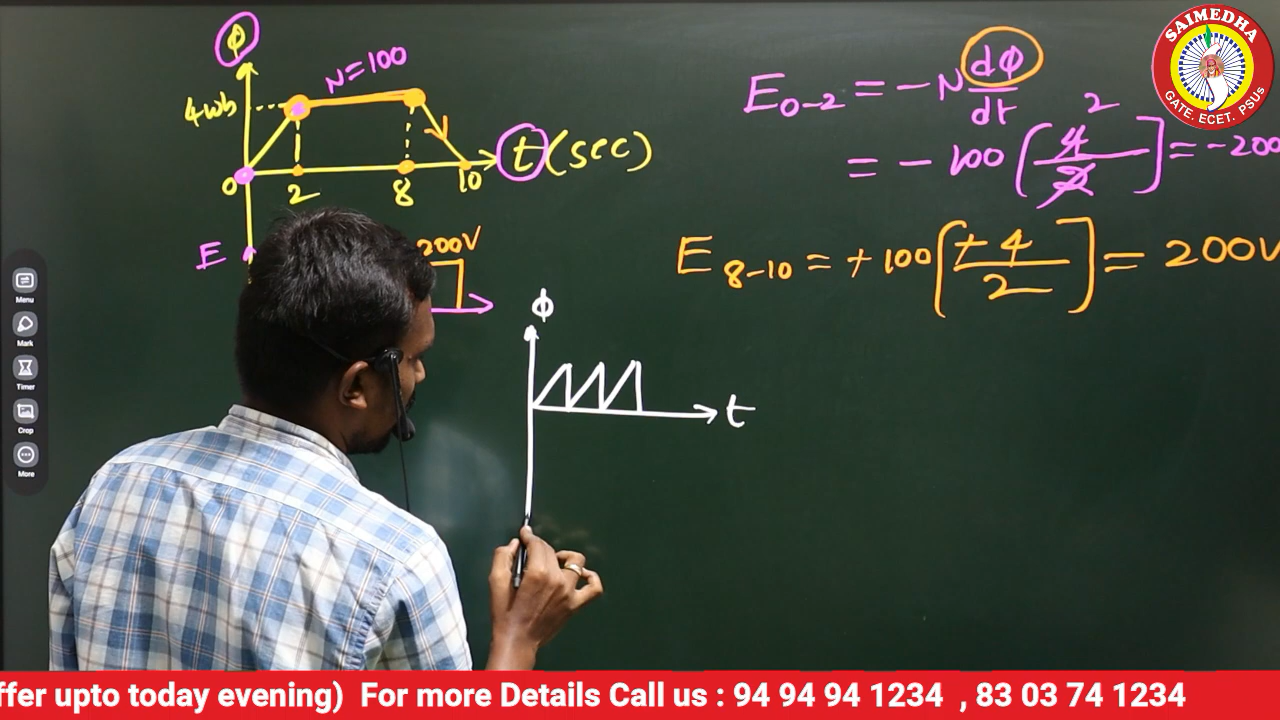 φ
N=100
4wb
0
2
8
10
t (sec)
E
200V
E0-2 = -N dφ/dt
= -100 [4/2] 2 = -200
E8-10 = +100 [+4/2] = 200V
φ
t
SAIMEDHA
GATE. ECET. PSUs
Menu
Mark
Timer
Crop
More
ffer upto today evening) For more Details Call us : 94 94 94 1234 , 83 03 74 1234